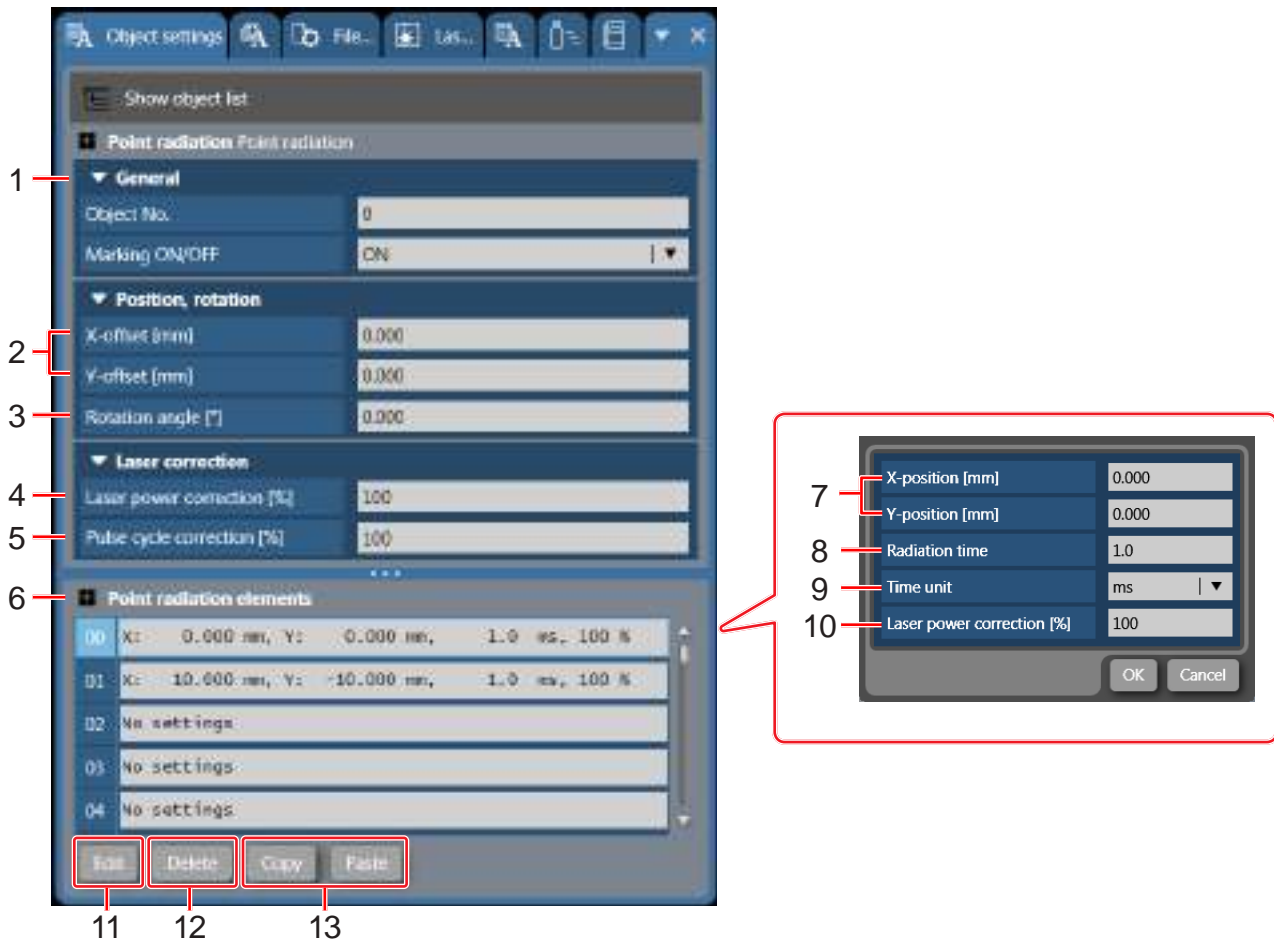 Object settings File... Las...
Show object list
Point radiation Point radiation
1 General
Object No. 0
Marking ON/OFF ON
Position, rotation
2 X-offset [mm] 0.000
Y-offset [mm] 0.000
3 Rotation angle [°] 0.000
Laser correction
4 Laser power correction [%] 100
5 Pulse cycle correction [%] 100
6 Point radiation elements
00 X: 0.000 mm, Y: 0.000 mm, 1.0 ms, 100 %
01 X: 10.000 mm, Y: -10.000 mm, 1.0 ms, 100 %
02 No settings
03 No settings
04 No settings
Edit Delete Copy Paste
11 12 13
7 X-position [mm] 0.000
Y-position [mm] 0.000
8 Radiation time 1.0
9 Time unit ms
10 Laser power correction [%] 100
OK Cancel